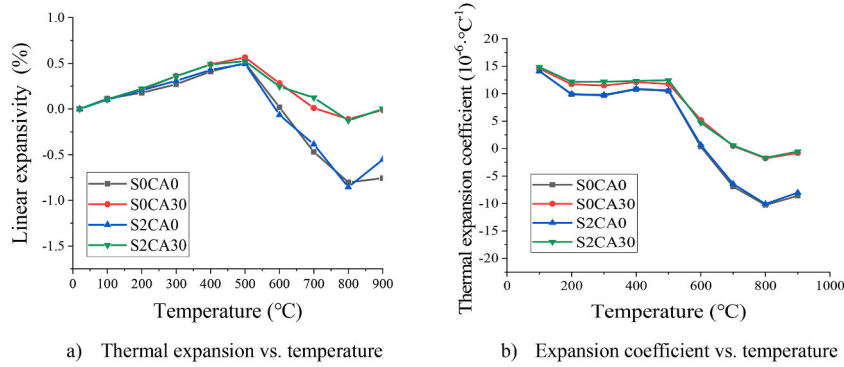 1.0
0.5
0.0
-0.5
-1.0
-1.5
Linear expansivity (%)
S0CA0
S0CA30
S2CA0
S2CA30
0 100 200 300 400 500 600 700 800 900
Temperature (°C)
a) Thermal expansion vs. temperature
25
20
15
10
5
0
-5
-10
-15
-20
Thermal expansion coefficient (10⁻⁶·°C⁻¹)
S0CA0
S0CA30
S2CA0
S2CA30
0 200 400 600 800 1000
Temperature (°C)
b) Expansion coefficient vs. temperature